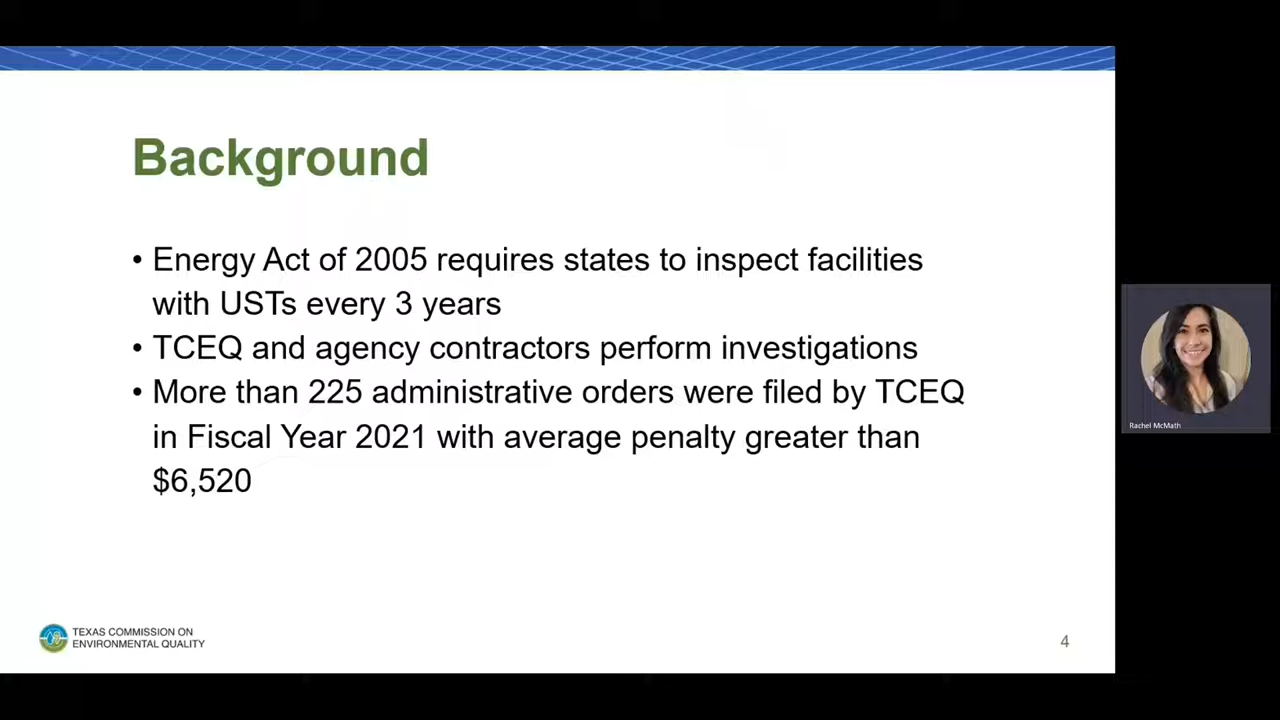 Background
• Energy Act of 2005 requires states to inspect facilities
with USTs every 3 years
• TCEQ and agency contractors perform investigations
• More than 225 administrative orders were filed by TCEQ
in Fiscal Year 2021 with average penalty greater than
$6,520
Rachel McMath
TEXAS COMMISSION ON
ENVIRONMENTAL QUALITY
4